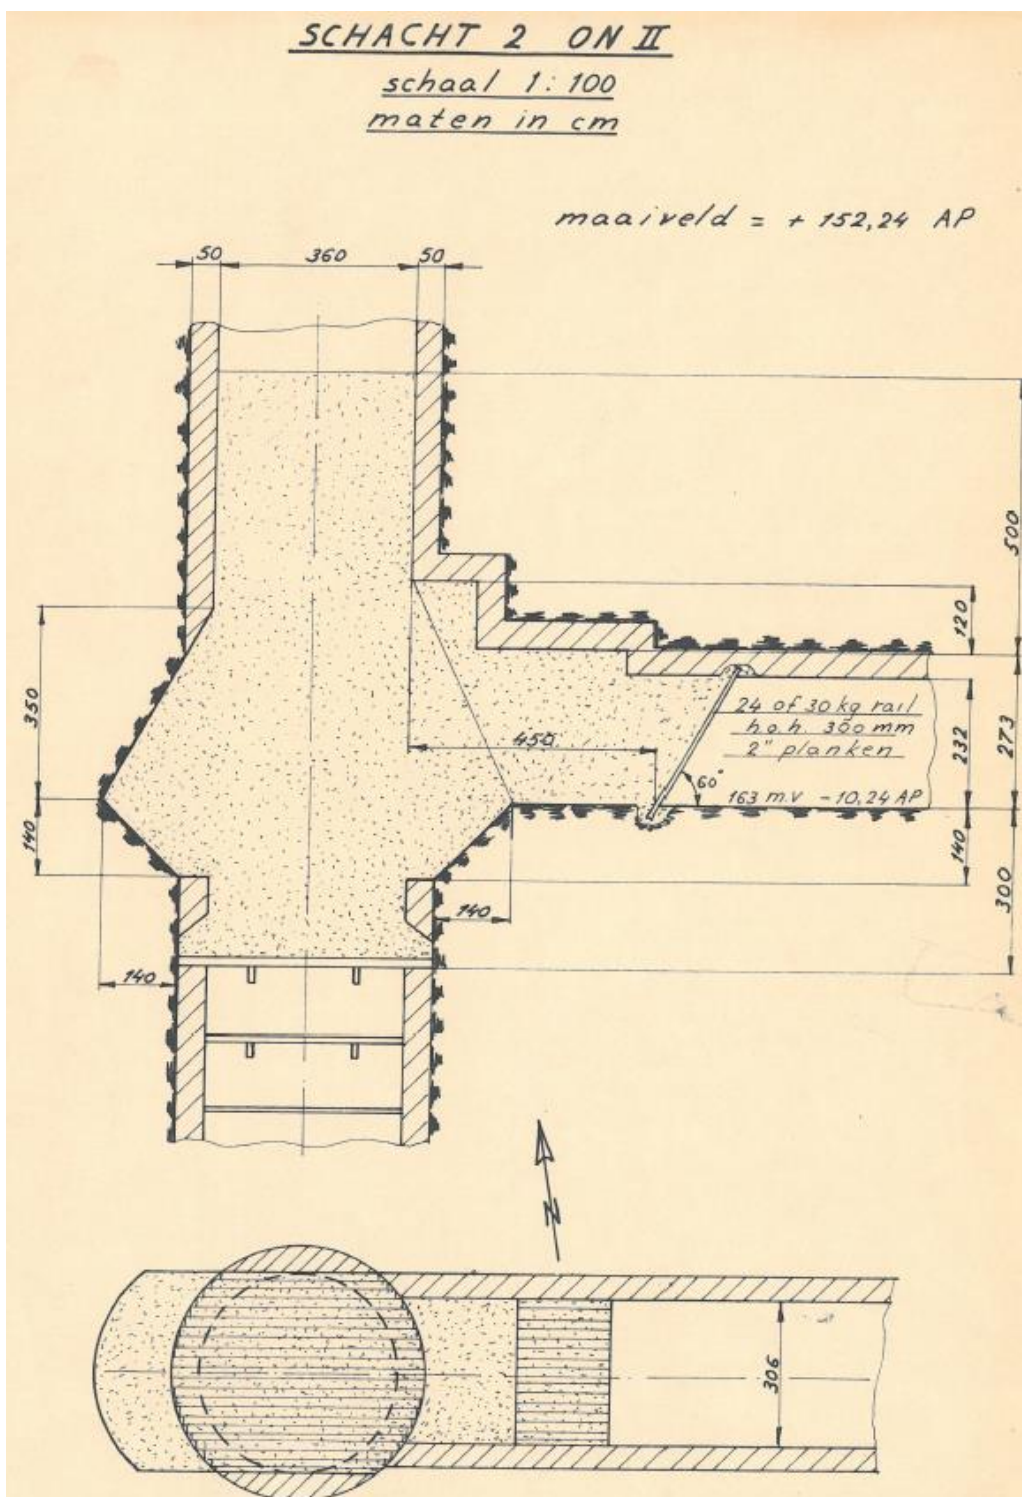 SCHACHT 2 ON II
schaal 1:100
maten in cm
maaiveld = + 152,24 AP
50
360
50
500
120
350
450
24 of 30 kg rail
h.o.h. 300 mm
2" planken
232
273
60°
163 m.v -10,24 AP
140
140
300
140
140
N
306